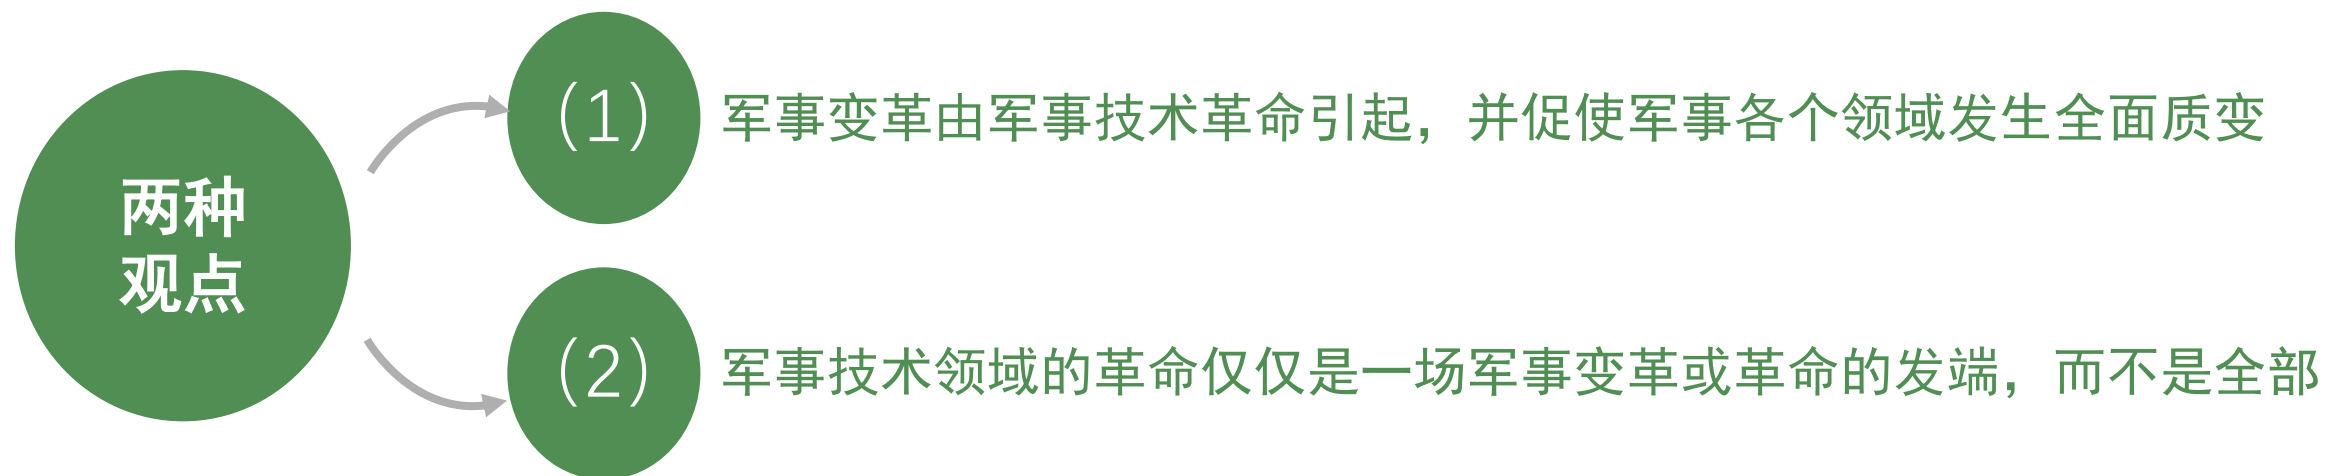 两种
观点
（1）
军事变革由军事技术革命引起，并促使军事各个领域发生全面质变
（2）
军事技术领域的革命仅仅是一场军事变革或革命的发端，而不是全部